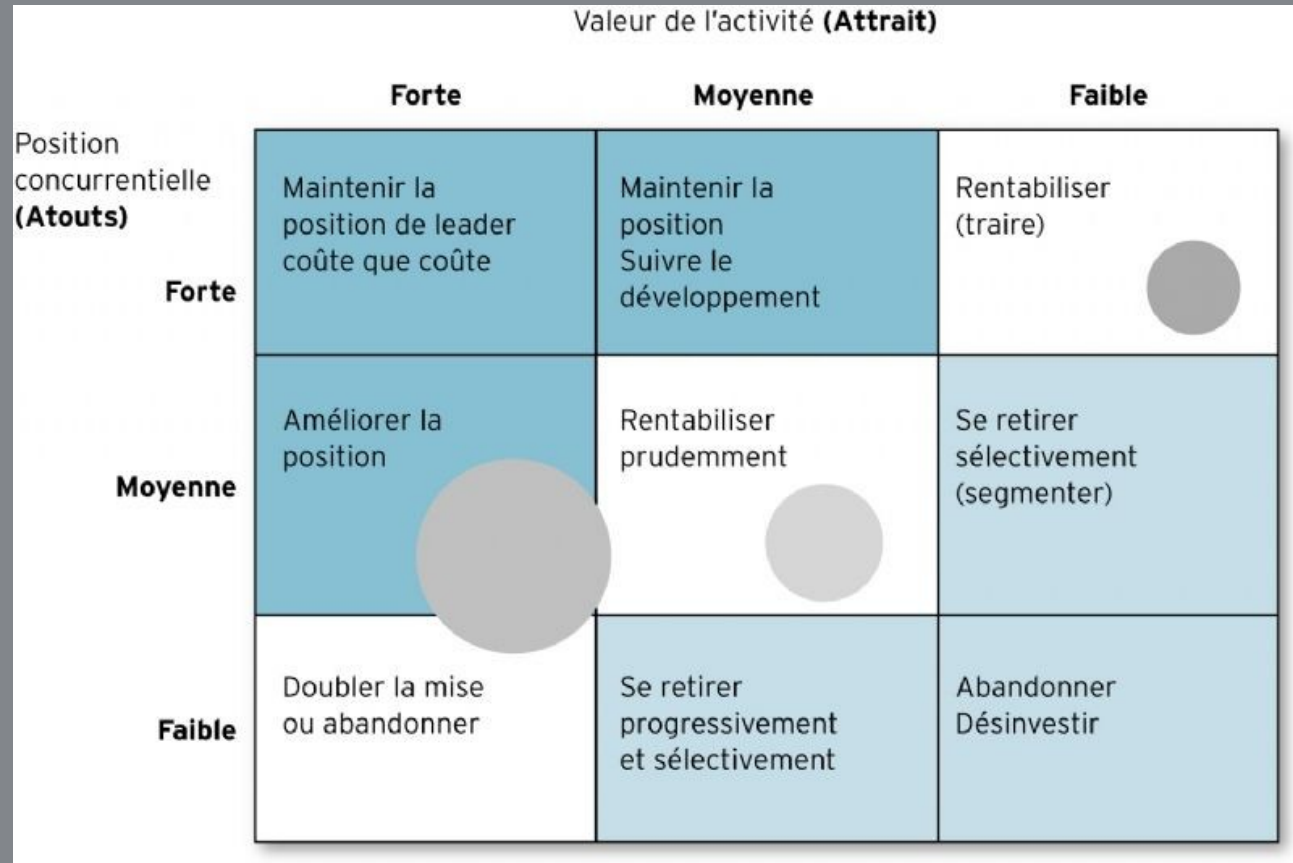 Valeur de l'activité (Attrait)
Forte
Moyenne
Faible
Position
concurrentielle
(Atouts)
Forte
Maintenir la
position de leader
coûte que coûte
Maintenir la
position
Suivre le
développement
Rentabiliser
(traire)
Moyenne
Améliorer la
position
Rentabiliser
prudemment
Se retirer
sélectivement
(segmenter)
Faible
Doubler la mise
ou abandonner
Se retirer
progressivement
et sélectivement
Abandonner
Désinvestir